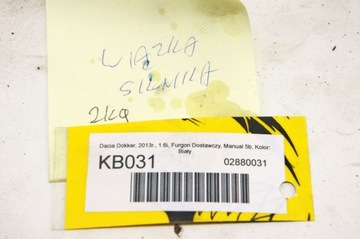 WIĄZKA
SILNIKA
2KG
Dacia Dokker, 2013r., 1.6i, Furgon Dostawczy, Manual 5b, Kolor:
Biały
KB031
02880031